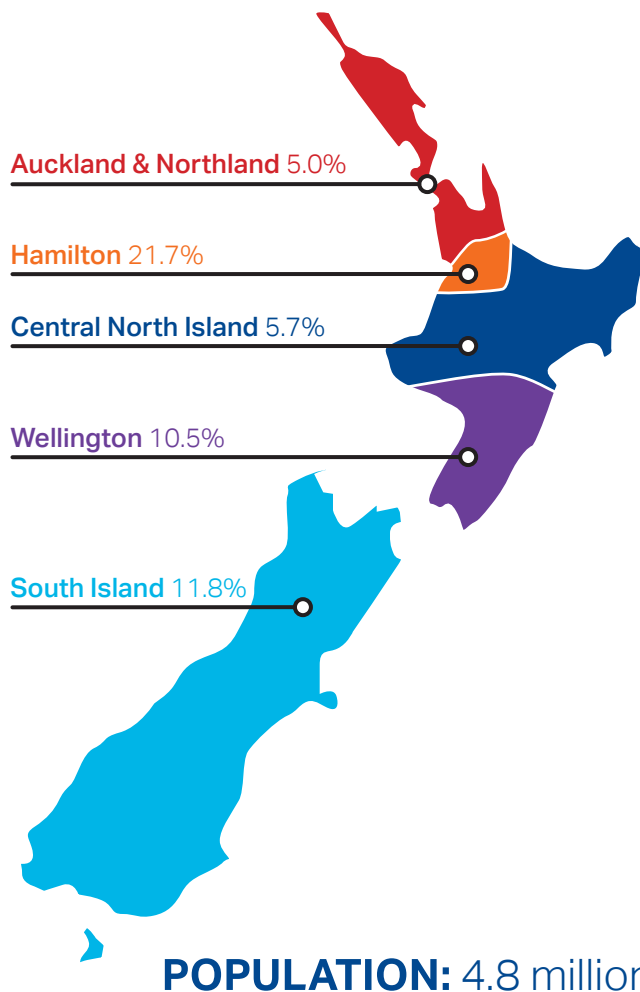 Auckland & Northland 5.0%
Hamilton 21.7%
Central North Island 5.7%
Wellington 10.5%
South Island 11.8%
POPULATION: 4.8 million